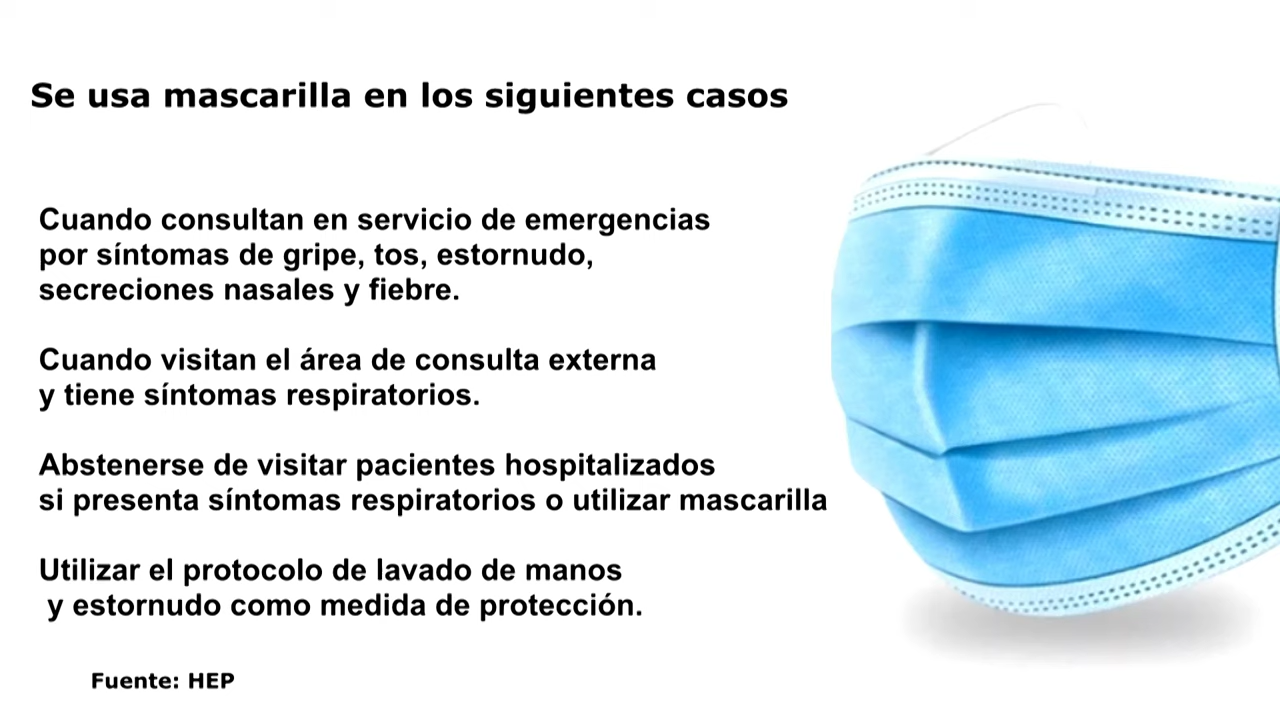 Se usa mascarilla en los siguientes casos
Cuando consultan en servicio de emergencias
por síntomas de gripe, tos, estornudo,
secreciones nasales y fiebre.
Cuando visitan el área de consulta externa
y tiene síntomas respiratorios.
Abstenerse de visitar pacientes hospitalizados
si presenta síntomas respiratorios o utilizar mascarilla
Utilizar el protocolo de lavado de manos
y estornudo como medida de protección.
Fuente: HEP